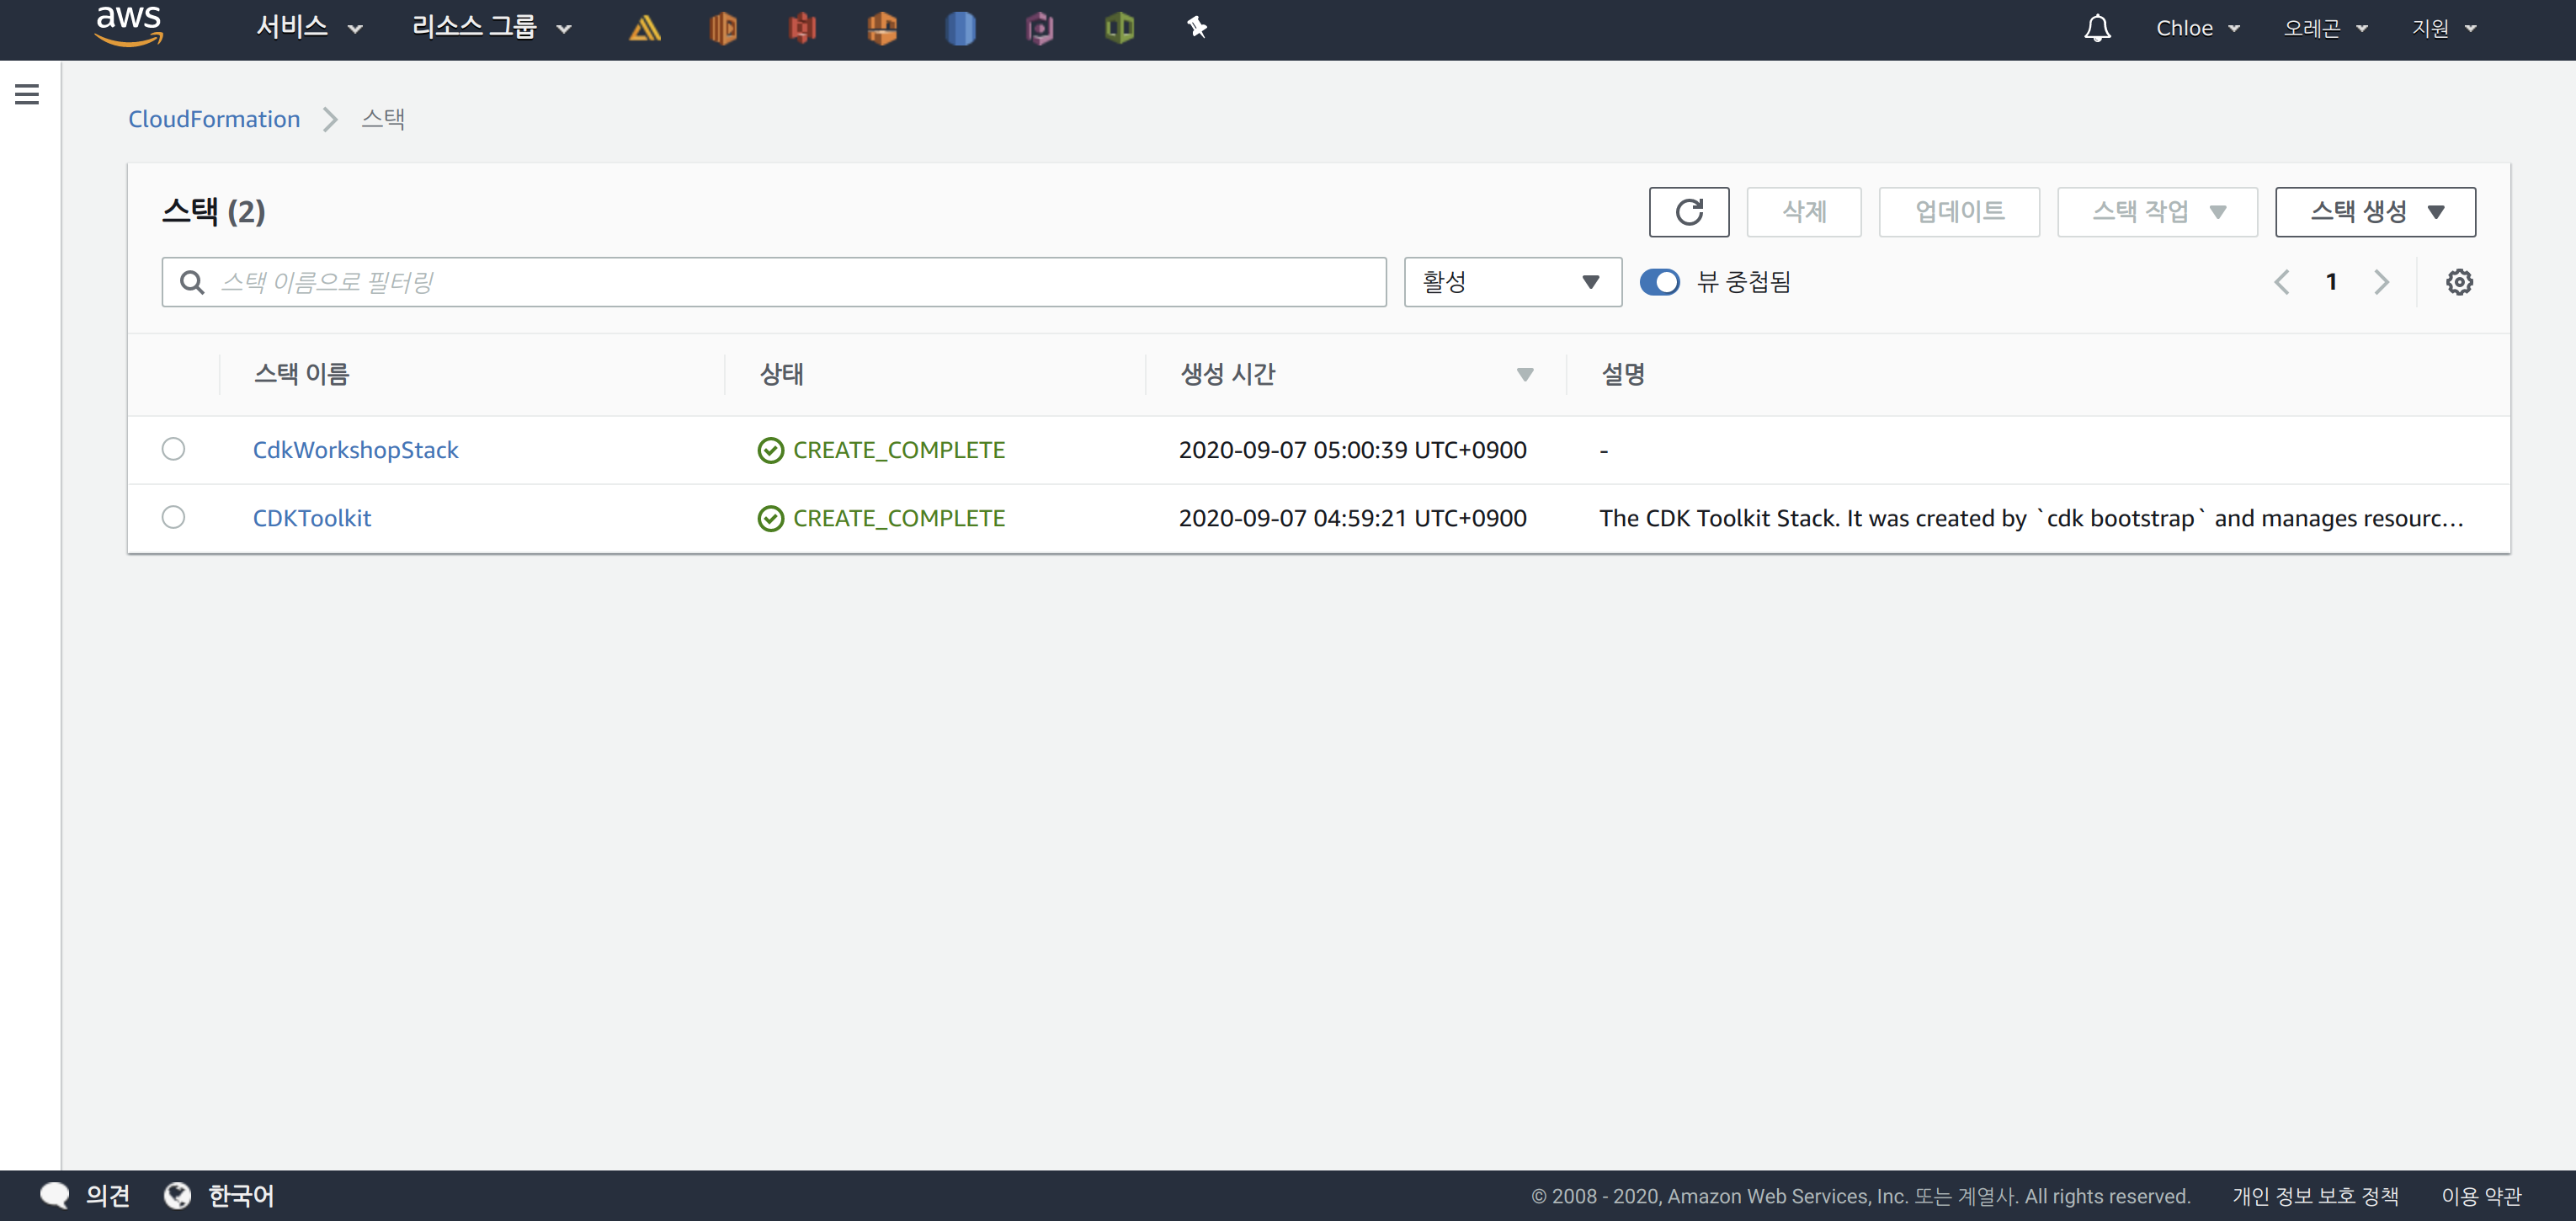 aws 서비스 리소스 그룹 Chloe 오레곤 지원
CloudFormation 스택
스택 (2) 삭제 업데이트 스택 작업 스택 생성
스택 이름으로 필터링 활성 뷰 중첩됨 1
스택 이름 상태 생성 시간 설명
CdkWorkshopStack CREATE_COMPLETE 2020-09-07 05:00:39 UTC+0900 -
CDKToolkit CREATE_COMPLETE 2020-09-07 04:59:21 UTC+0900 The CDK Toolkit Stack. It was created by `cdk bootstrap` and manages resourc…
의견 한국어 © 2008 - 2020, Amazon Web Services, Inc. 또는 계열사. All rights reserved. 개인 정보 보호 정책 이용 약관